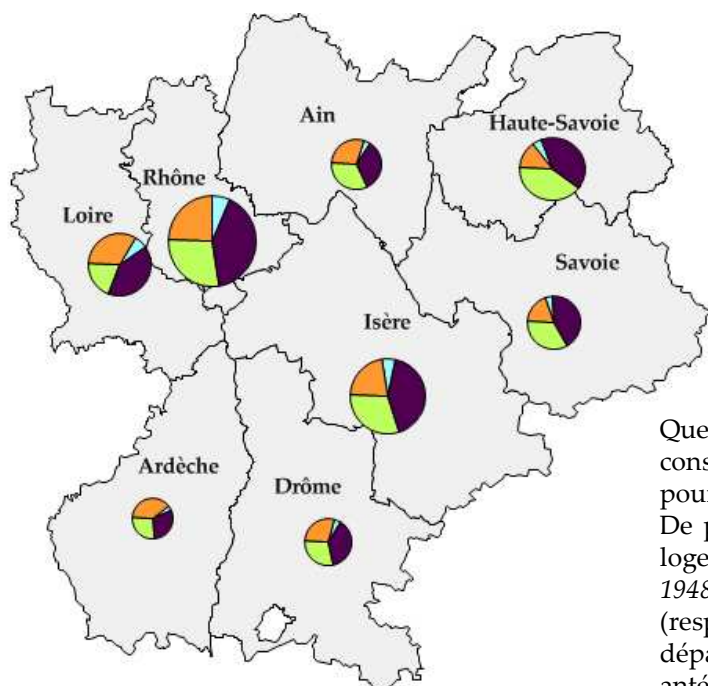 Ain
Haute-Savoie
Rhône
Loire
Savoie
Isère
Ardèche
Drôme
Que
cons
pour
De p
loge
1948
(resp
dépa
anté